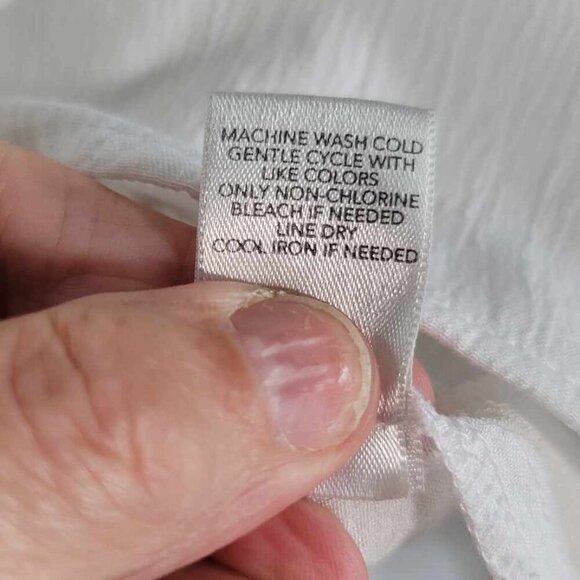 MACHINE WASH COLD
GENTLE CYCLE WITH
LIKE COLORS
ONLY NON-CHLORINE
BLEACH IF NEEDED
LINE DRY
COOL IRON IF NEEDED